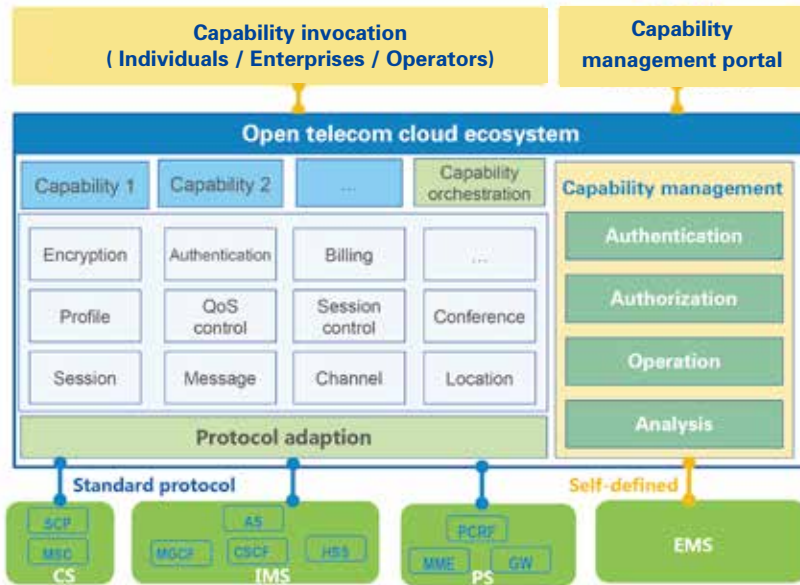 Capability invocation
( Individuals / Enterprises / Operators)
Capability
management portal
Open telecom cloud ecosystem
Capability 1
Capability 2
...
Capability
orchestration
Capability management
Encryption
Authentication
Billing
...
Authentication
Profile
QoS
control
Session
control
Conference
Authorization
Session
Message
Channel
Location
Operation
Protocol adaption
Analysis
Standard protocol
Self-defined
SCP
MSC
CS
AS
MGCF
CSCF
HSS
IMS
PCRF
MME
GW
PS
EMS